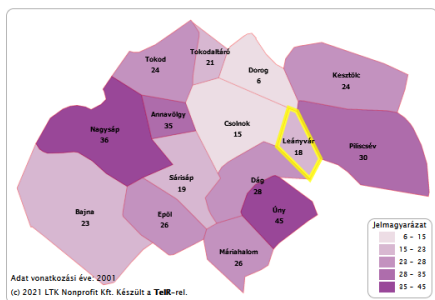 Tokod
24
Tokodaltáró
21
Dorog
6
Kesztölc
24
Annavölgy
35
Nagysáp
36
Csolnok
15
Leányvár
18
Piliscsév
30
Sárisáp
19
Dág
28
Bajna
23
Epöl
26
Úny
45
Máriahalom
26
Jelmagyarázat
6 - 15
15 - 23
23 - 28
28 - 35
35 - 45
Adat vonatkozási éve: 2001
(c) 2021 LTK Nonprofit Kft. Készült a TeIR-rel.